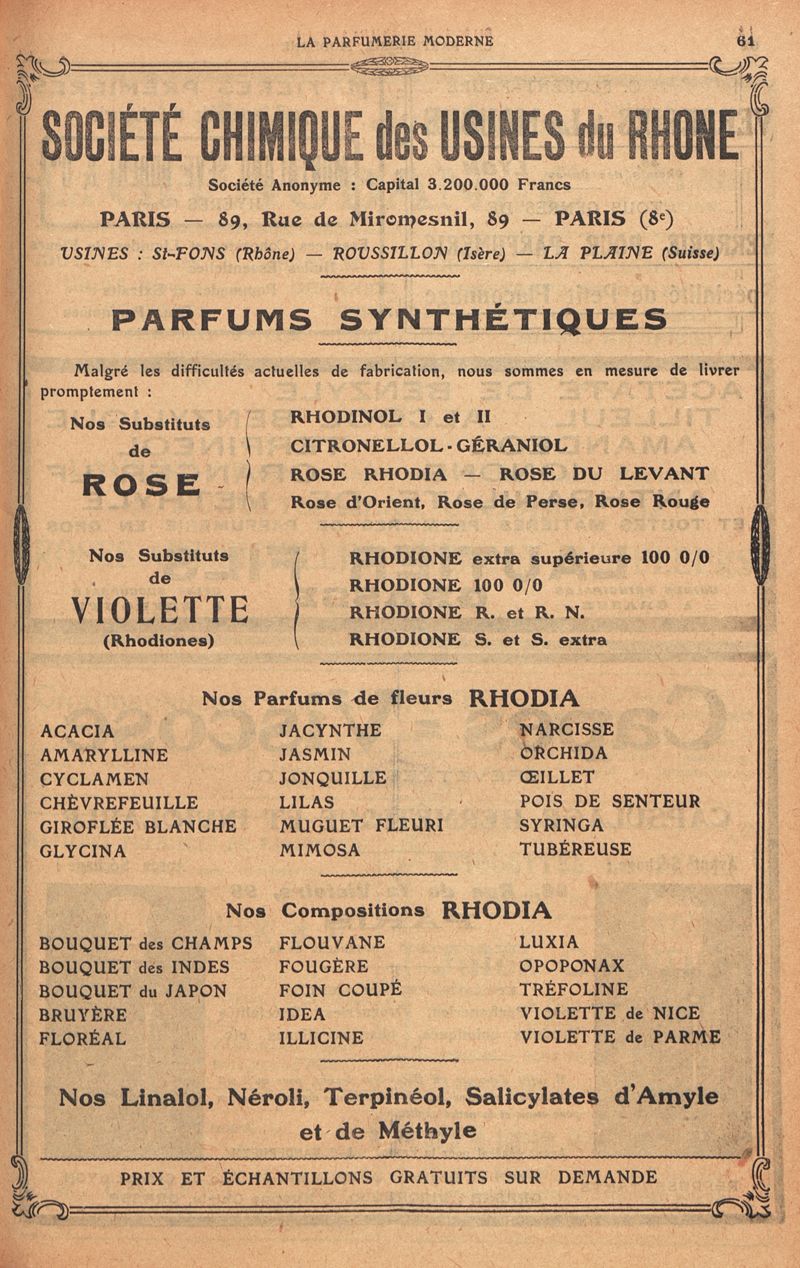 LA PARFUMERIE MODERNE 61
SOCIÉTÉ CHIMIQUE des USINES du RHONE
Société Anonyme : Capital 3.200.000 Francs
PARIS — 89, Rue de Miromesnil, 89 — PARIS (8e)
USINES : St-FONS (Rhône) — ROUSSILLON (Isère) — LA PLAINE (Suisse)
PARFUMS SYNTHÉTIQUES
Malgré les difficultés actuelles de fabrication, nous sommes en mesure de livrer
promptement :
Nos Substituts
de
ROSE
RHODINOL I et II
CITRONELLOL-GÉRANIOL
ROSE RHODIA — ROSE DU LEVANT
Rose d'Orient, Rose de Perse, Rose Rouge
Nos Substituts
de
VIOLETTE
(Rhodiones)
RHODIONE extra supérieure 100 0/0
RHODIONE 100 0/0
RHODIONE R. et R. N.
RHODIONE S. et S. extra
Nos Parfums de fleurs RHODIA
ACACIA
AMARYLLINE
CYCLAMEN
CHÈVREFEUILLE
GIROFLÉE BLANCHE
GLYCINA
JACYNTHE
JASMIN
JONQUILLE
LILAS
MUGUET FLEURI
MIMOSA
NARCISSE
ORCHIDA
ŒILLET
POIS DE SENTEUR
SYRINGA
TUBÉREUSE
Nos Compositions RHODIA
BOUQUET des CHAMPS
BOUQUET des INDES
BOUQUET du JAPON
BRUYÈRE
FLORÉAL
FLOUVANE
FOUGÈRE
FOIN COUPÉ
IDEA
ILLICINE
LUXIA
OPOPONAX
TRÉFOLINE
VIOLETTE de NICE
VIOLETTE de PARME
Nos Linalol, Néroli, Terpinéol, Salicylates d'Amyle
et de Méthyle
PRIX ET ÉCHANTILLONS GRATUITS SUR DEMANDE